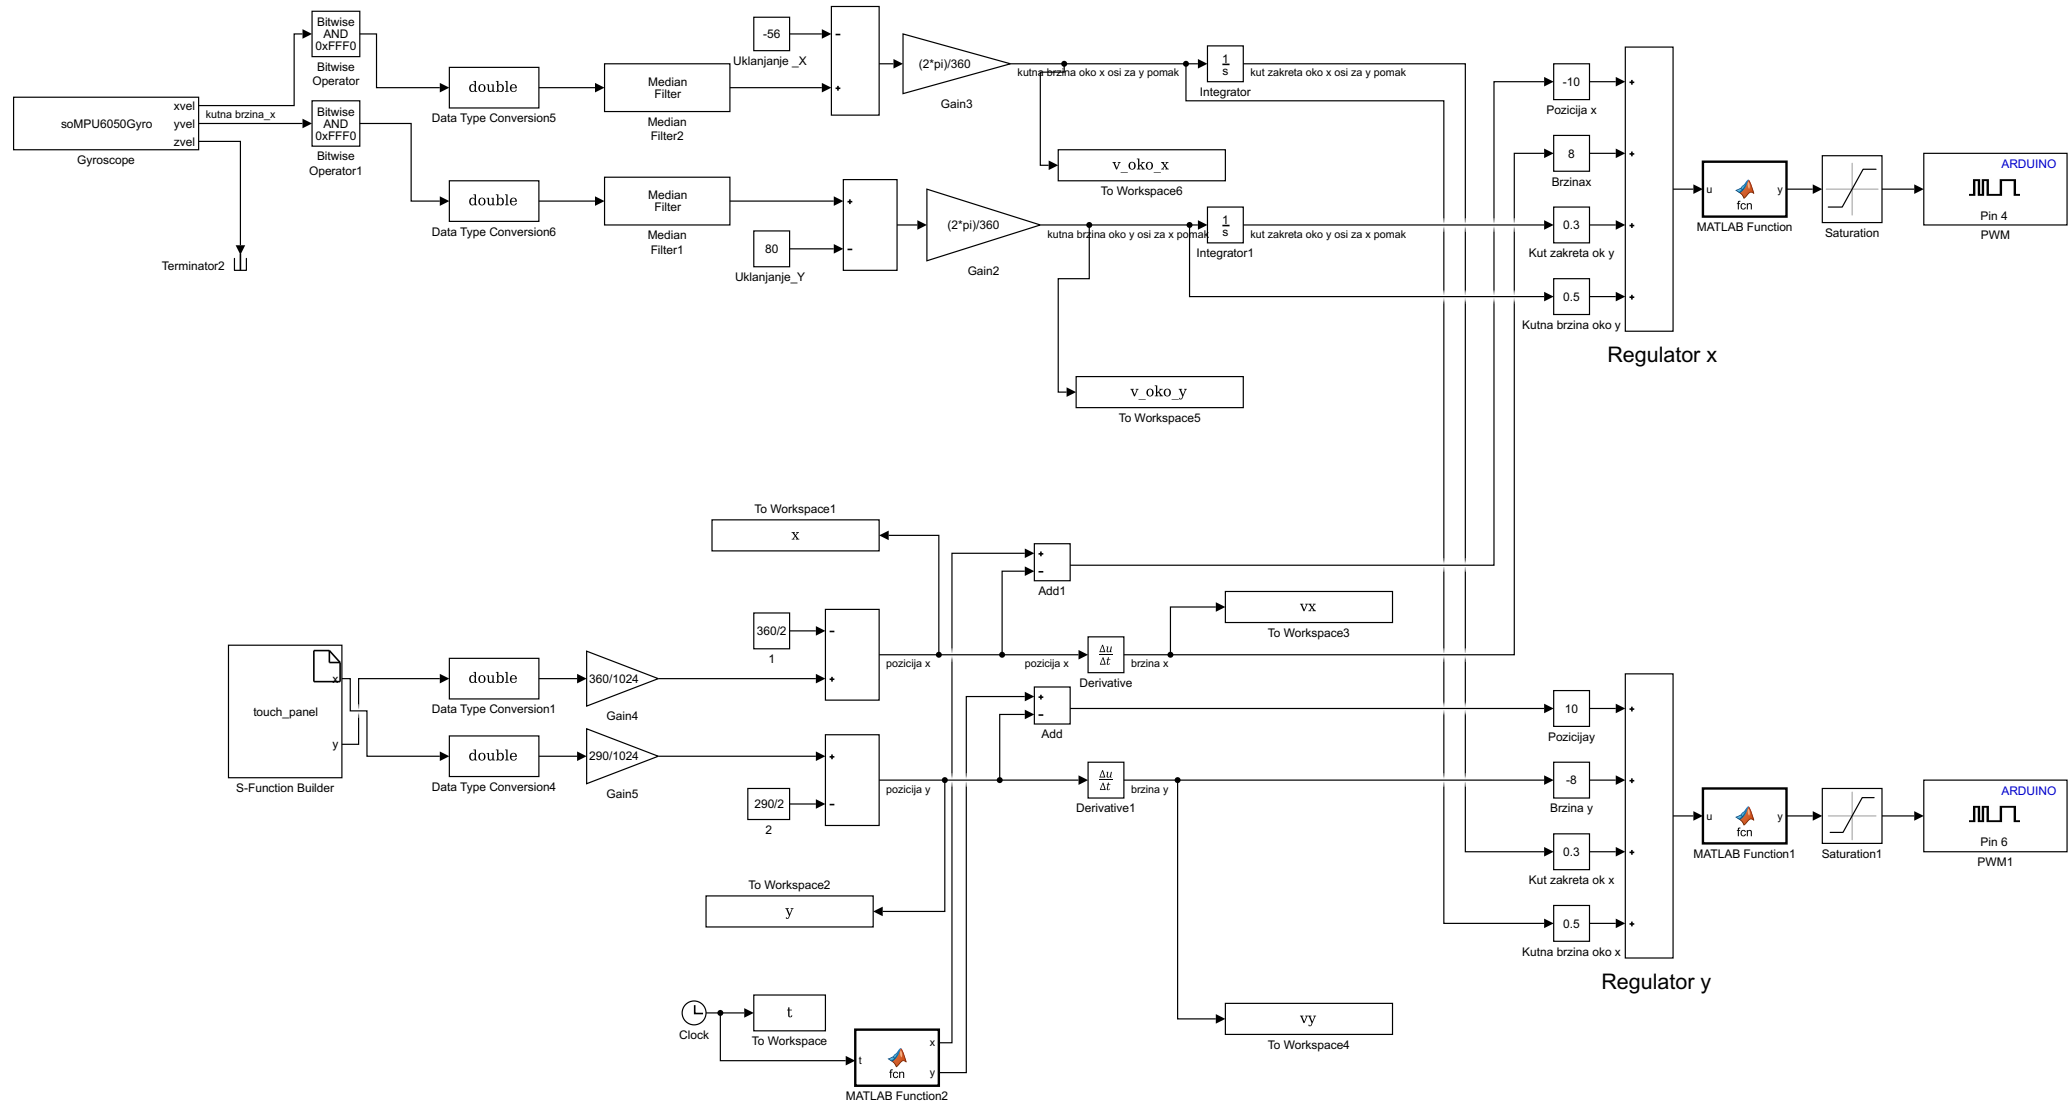 soMPU6050Gyro
xvel
yvel
zvel
Gyroscope
kutna brzina_x
Terminator2
Bitwise
AND
0xFFF0
Bitwise
Operator
Bitwise
AND
0xFFF0
Bitwise
Operator1
double
Data Type Conversion5
Median
Filter
Median
Filter2
-56
Uklanjanje _X
-
+
(2*pi)/360
Gain3
kutna brzina oko x osi za y pomak
1
s
Integrator
kut zakreta oko x osi za y pomak
v_oko_x
To Workspace6
double
Data Type Conversion6
Median
Filter
Median
Filter1
80
Uklanjanje_Y
+
-
(2*pi)/360
Gain2
kutna brzina oko y osi za x pomak
1
s
Integrator1
kut zakreta oko y osi za x pomak
v_oko_y
To Workspace5
-10
Pozicija x
8
Brzinax
0.3
Kut zakreta ok y
0.5
Kutna brzina oko y
+
+
+
+
Regulator x
u
fcn
y
MATLAB Function
Saturation
ARDUINO
Pin 4
PWM
To Workspace1
x
+
-
Add1
360/2
1
-
+
pozicija x
pozicija x
Δu
Δt
Derivative
brzina x
vx
To Workspace3
touch_panel
x
y
S-Function Builder
double
Data Type Conversion1
360/1024
Gain4
double
Data Type Conversion4
290/1024
Gain5
+
-
Add
290/2
2
+
-
pozicija y
Δu
Δt
Derivative1
brzina y
To Workspace2
y
10
Pozicijay
-8
Brzina y
0.3
Kut zakreta ok x
0.5
Kutna brzina oko x
+
+
+
+
Regulator y
u
fcn
y
MATLAB Function1
Saturation1
ARDUINO
Pin 6
PWM1
Clock
t
To Workspace
t
fcn
x
y
MATLAB Function2
vy
To Workspace4